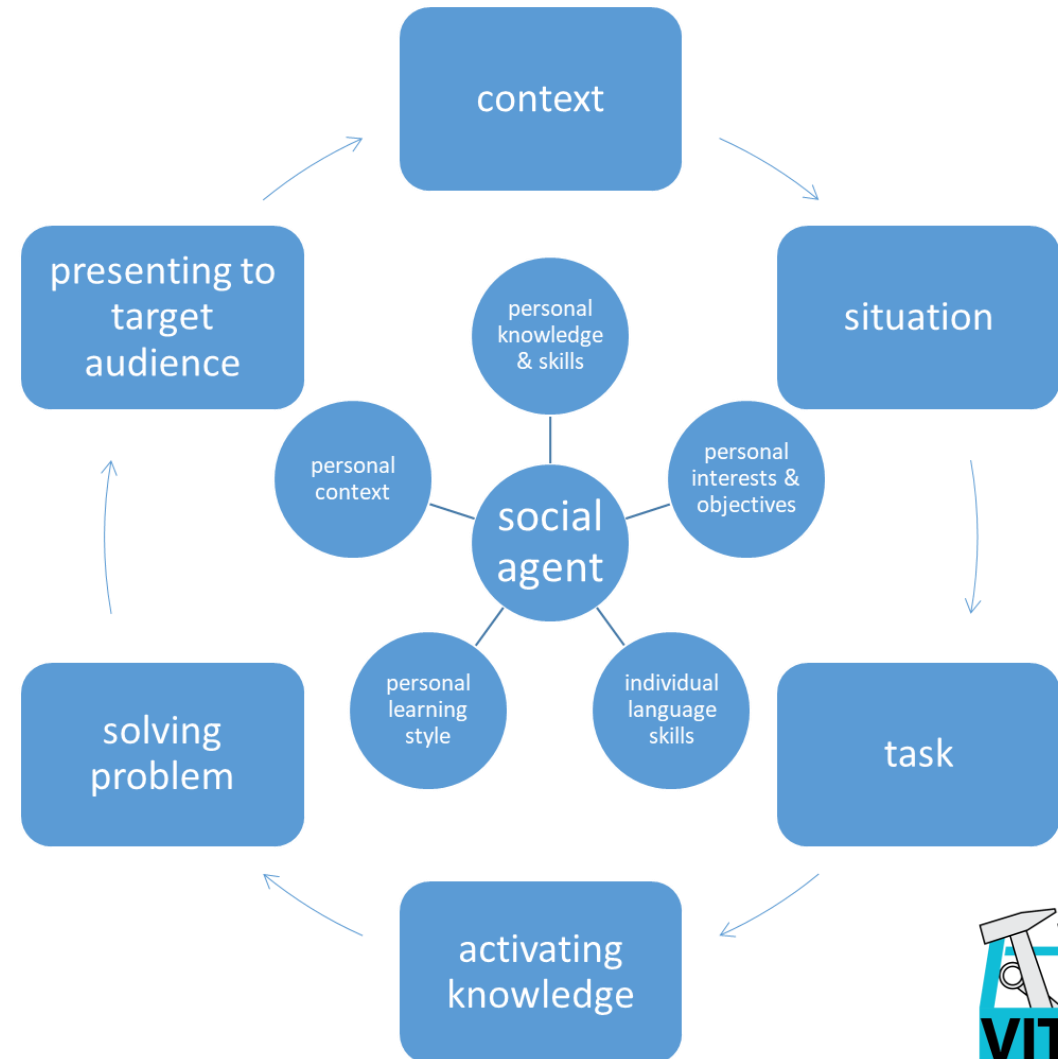 context
situation
task
activating
knowledge
solving
problem
presenting to
target
audience
personal
knowledge
& skills
personal
interests &
objectives
individual
language
skills
personal
learning
style
personal
context
social
agent